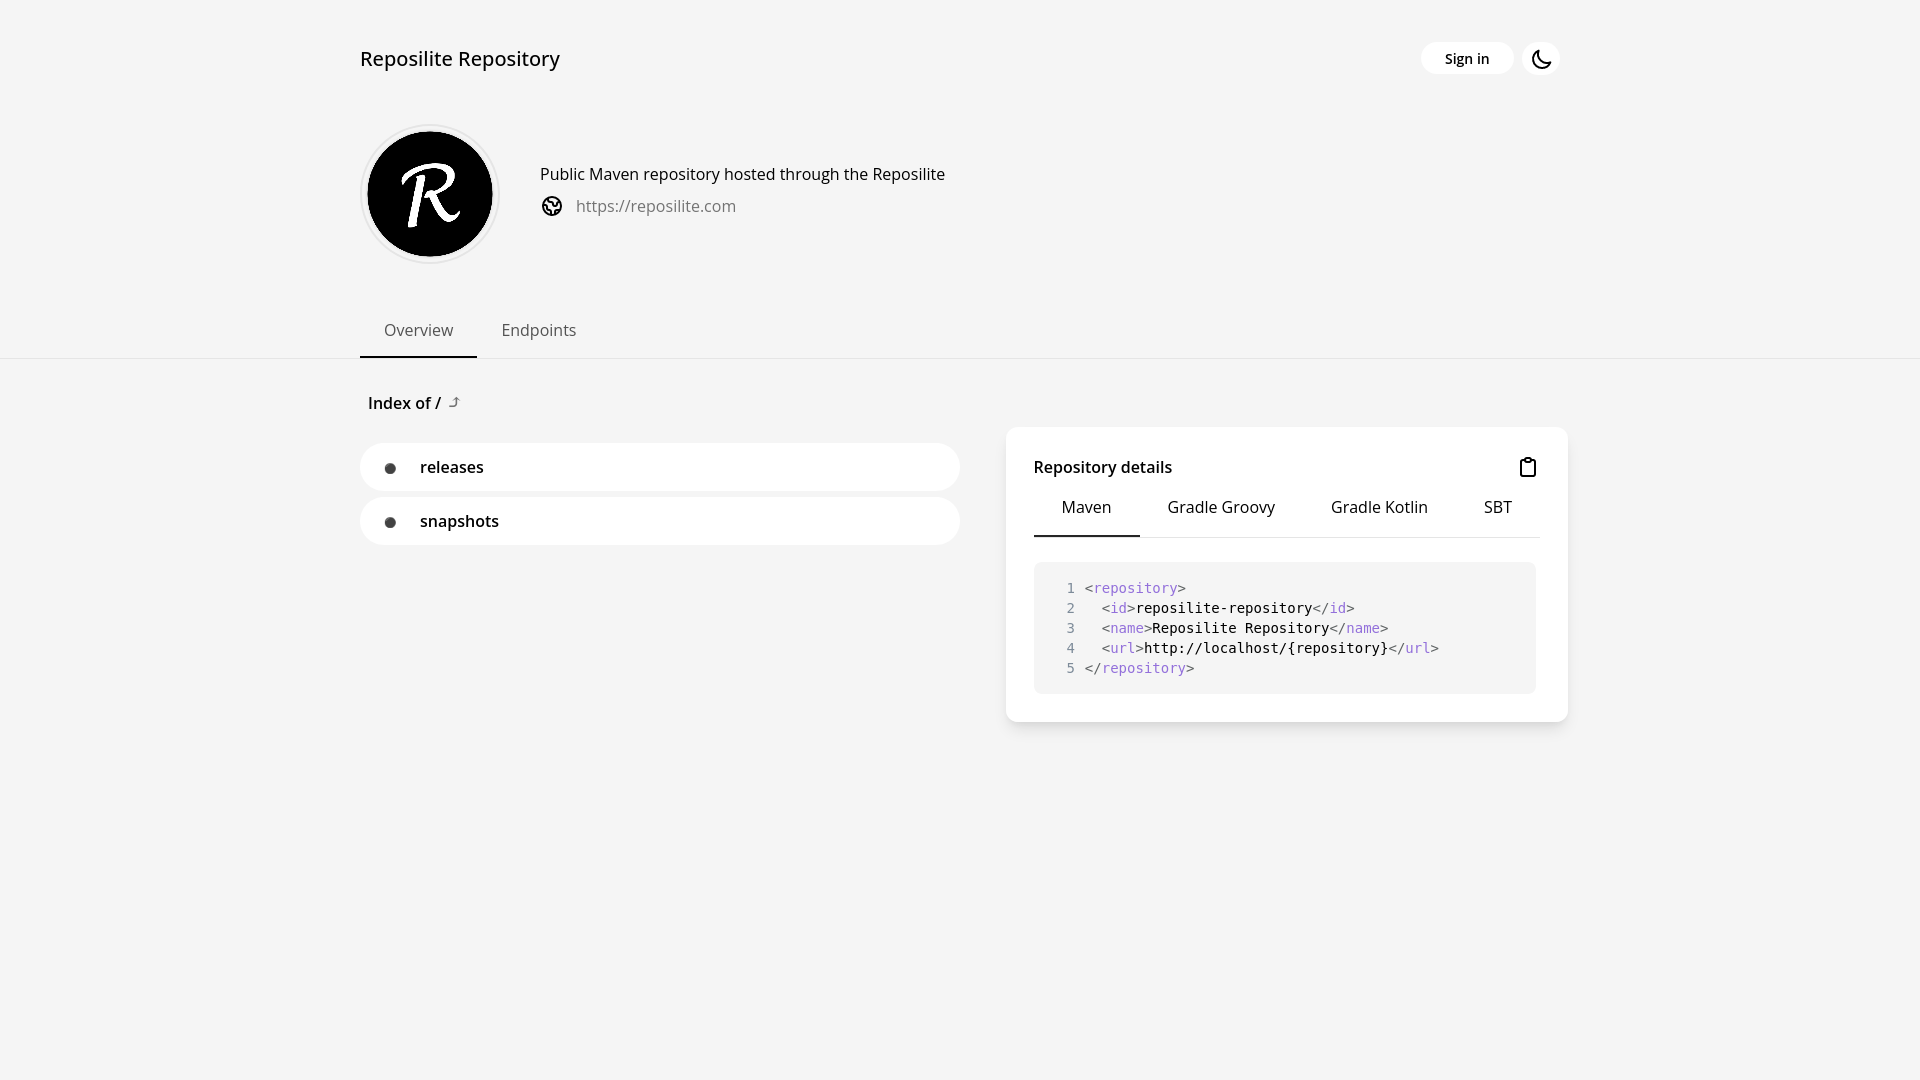 Reposilite Repository
Sign in
R
Public Maven repository hosted through the Reposilite
https://reposilite.com
Overview Endpoints
Index of / ⤴
releases
snapshots
Repository details
Maven Gradle Groovy Gradle Kotlin SBT
1 <repository>
2   <id>reposilite-repository</id>
3   <name>Reposilite Repository</name>
4   <url>http://localhost/{repository}</url>
5 </repository>